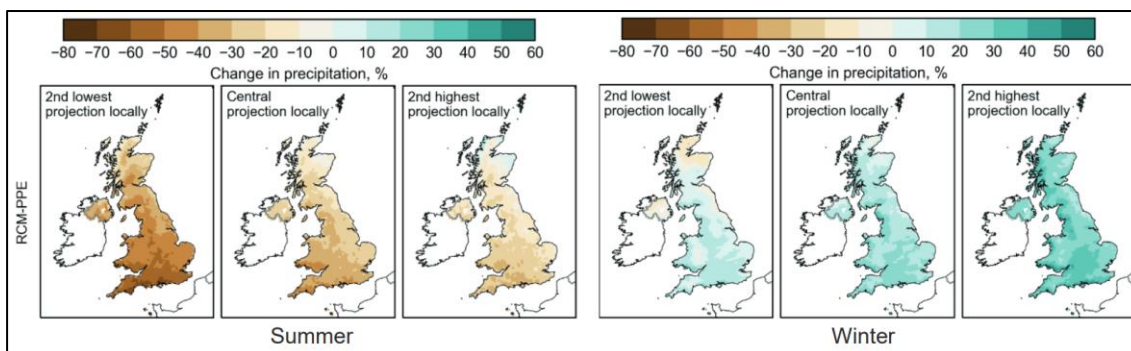 −80 −70 −60 −50 −40 −30 −20 −10 0 10 20 30 40 50 60
Change in precipitation, %
2nd lowest
projection locally
Central
projection locally
2nd highest
projection locally
RCM-PPE
Summer
−80 −70 −60 −50 −40 −30 −20 −10 0 10 20 30 40 50 60
Change in precipitation, %
2nd lowest
projection locally
Central
projection locally
2nd highest
projection locally
Winter